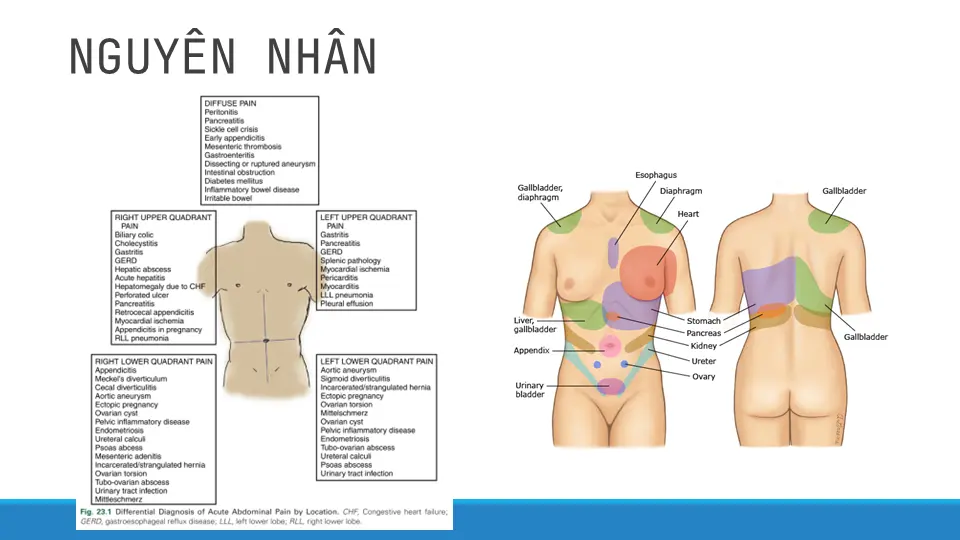 NGUYÊN NHÂN
DIFFUSE PAIN
Peritonitis
Pancreatitis
Sickle cell crisis
Early appendicitis
Mesenteric thrombosis
Gastroenteritis
Dissecting or ruptured aneurysm
Intestinal obstruction
Diabetes mellitus
Inflammatory bowel disease
Irritable bowel
RIGHT UPPER QUADRANT
PAIN
Biliary colic
Cholecystitis
Gastritis
GERD
Hepatic abscess
Acute hepatitis
Hepatomegaly due to CHF
Perforated ulcer
Pancreatitis
Retrocecal appendicitis
Myocardial ischemia
Appendicitis in pregnancy
RLL pneumonia
LEFT UPPER QUADRANT
PAIN
Gastritis
Pancreatitis
GERD
Splenic pathology
Myocardial ischemia
Pericarditis
Myocarditis
LLL pneumonia
Pleural effusion
RIGHT LOWER QUADRANT PAIN
Appendicitis
Meckel's diverticulum
Cecal diverticulitis
Aortic aneurysm
Ectopic pregnancy
Ovarian cyst
Pelvic inflammatory disease
Endometriosis
Ureteral calculi
Psoas abcess
Mesenteric adenitis
Incarcerated/strangulated hernia
Ovarian torsion
Tubo-ovarian abscess
Urinary tract infection
Mittleschmerz
LEFT LOWER QUADRANT PAIN
Aortic aneurysm
Sigmoid diverticulitis
Incarcerated/strangulated hernia
Ectopic pregnancy
Ovarian torsion
Mittelschmerz
Ovarian cyst
Pelvic inflammatory disease
Endometriosis
Tubo-ovarian abscess
Ureteral calculi
Psoas abscess
Urinary tract infection
Fig. 23.1 Differential Diagnosis of Acute Abdominal Pain by Location. CHF, Congestive heart failure;
GERD, gastroesophageal reflux disease; LLL, left lower lobe; RLL, right lower lobe.
Esophagus
Gallbladder,
diaphragm
Diaphragm
Heart
Gallbladder
Liver,
gallbladder
Stomach
Pancreas
Kidney
Gallbladder
Appendix
Ureter
Ovary
Urinary
bladder